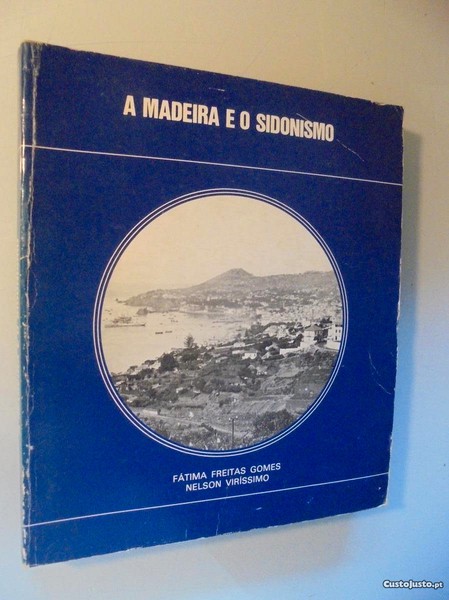 A MADEIRA E O SIDONISMO
FÁTIMA FREITAS GOMES
NELSON VIRÍSSIMO
CustoJusto.pt